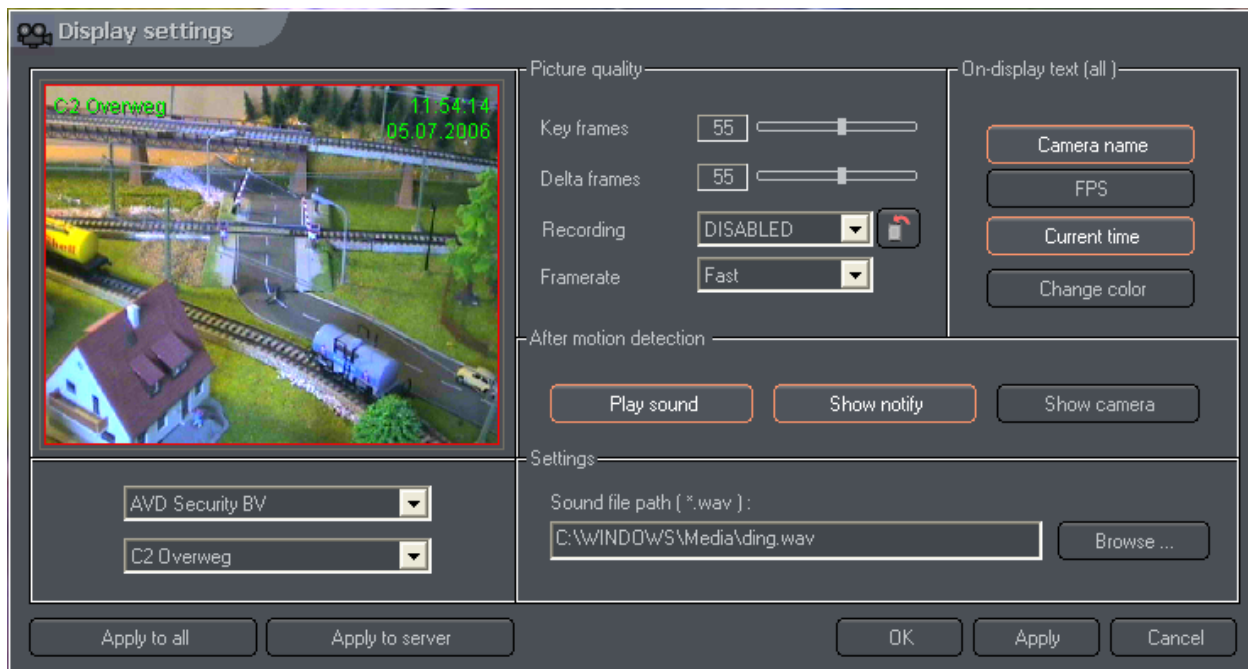 Display settings
C2 Overweg
11:54:14
05.07.2006
Shell
AVD Security BV
C2 Overweg
Picture quality
Key frames 55
Delta frames 55
Recording DISABLED
Framerate Fast
On-display text (all )
Camera name
FPS
Current time
Change color
After motion detection
Play sound Show notify Show camera
Settings
Sound file path ( *.wav ) :
C:\WINDOWS\Media\ding.wav Browse ...
Apply to all Apply to server OK Apply Cancel